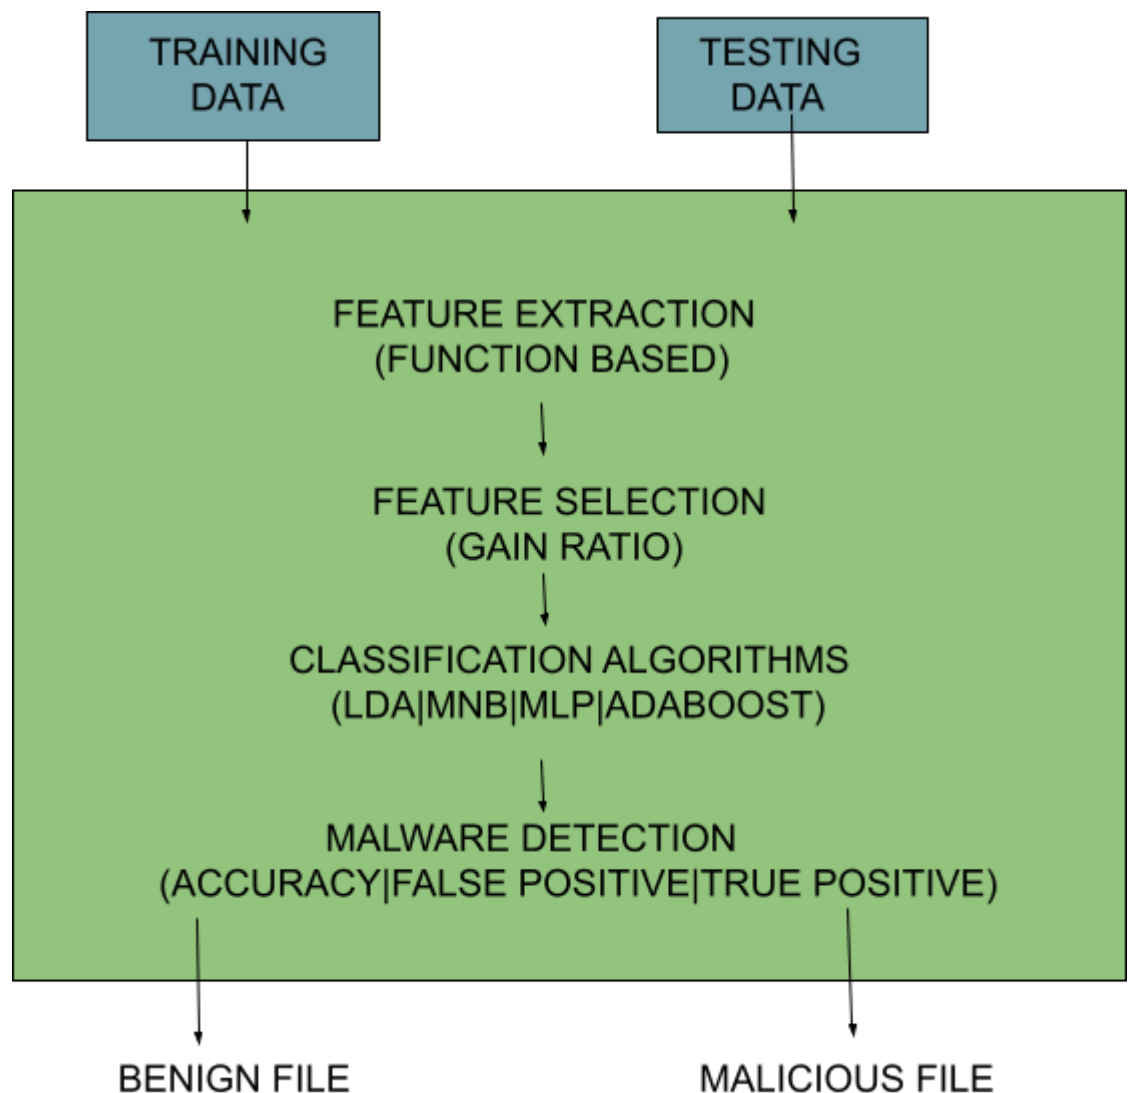 TRAINING
DATA
TESTING
DATA
FEATURE EXTRACTION
(FUNCTION BASED)
FEATURE SELECTION
(GAIN RATIO)
CLASSIFICATION ALGORITHMS
(LDA|MNB|MLP|ADABOOST)
MALWARE DETECTION
(ACCURACY|FALSE POSITIVE|TRUE POSITIVE)
BENIGN FILE
MALICIOUS FILE